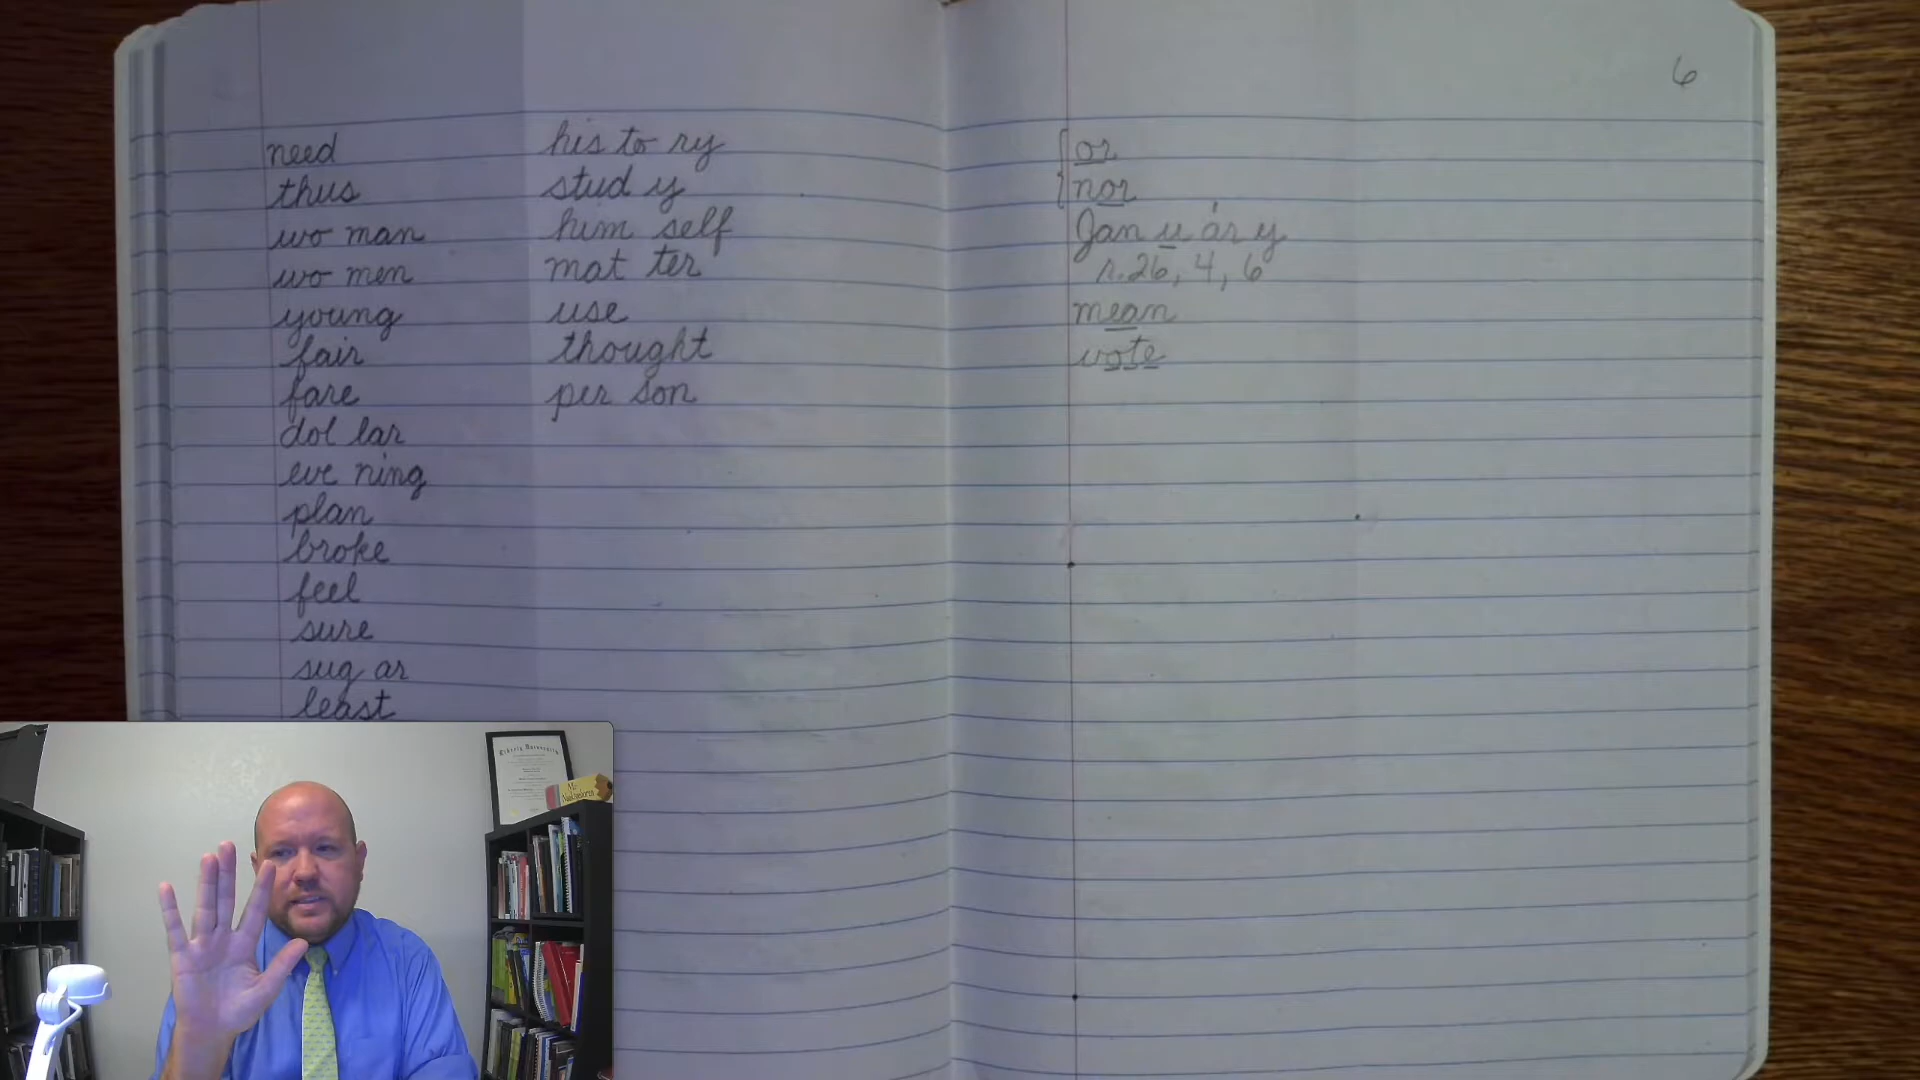 6
need
thus
wo man
wo men
young
fair
fare
dol lar
eve ning
plan
broke
feel
sure
sug ar
least
his to ry
stud y
him self
mat ter
use
thought
per son
or
nor
Jan u ar y
r. 26, 4, 6
mean
vote
Mr.